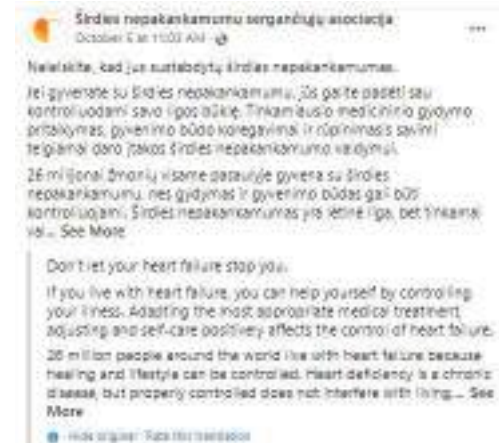 Širdies nepakankamumu sergančiųjų asociacija
October 5 at 11:03 AM
Neleiskite, kad jus sustabdytų širdies nepakankamumas.
Jei gyvenate su širdies nepakankamumu, jūs galite padėti sau
kontroliuodami savo ligos būklę. Tinkamiausio medicininio gydymo
pritaikymas, gyvenimo būdo koregavimai ir rūpinimasis savimi
teigiamai daro įtakos širdies nepakankamumo valdymui.
26 milijonai žmonių visame pasaulyje gyvena su širdies
nepakankamumu, nes gydymas ir gyvenimo būdas gali būti
kontroliuojami. Širdies nepakankamumas yra lėtinė liga, bet tinkamai
val... See More
Don't let your heart failure stop you.
If you live with heart failure, you can help yourself by controlling
your illness. Adapting the most appropriate medical treatment,
adjusting and self-care positively affects the control of heart failure.
26 million people around the world live with heart failure because
healing and lifestyle can be controlled. Heart deficiency is a chronic
disease, but properly controlled does not interfere with living.... See
More
Hide original · Rate this translation